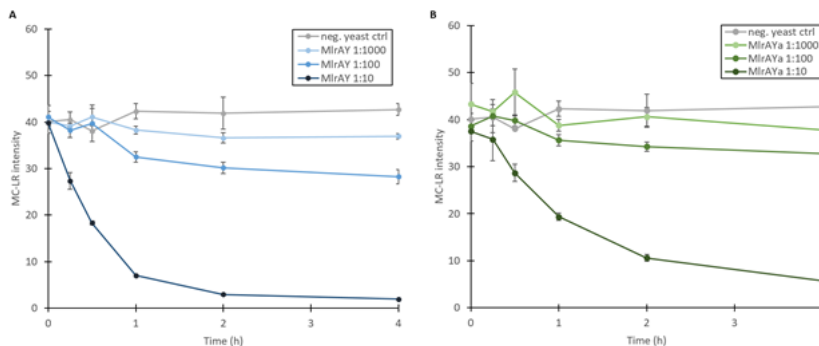 A
60
50
40
30
20
10
0
MC-LR intensity
0
1
2
3
4
Time (h)
neg. yeast ctrl
MlrAY 1:1000
MlrAY 1:100
MlrAY 1:10
B
60
50
40
30
20
10
0
MC-LR intensity
0
1
2
3
Time (h)
neg. yeast ctrl
MlrAYa 1:1000
MlrAYa 1:100
MlrAYa 1:10